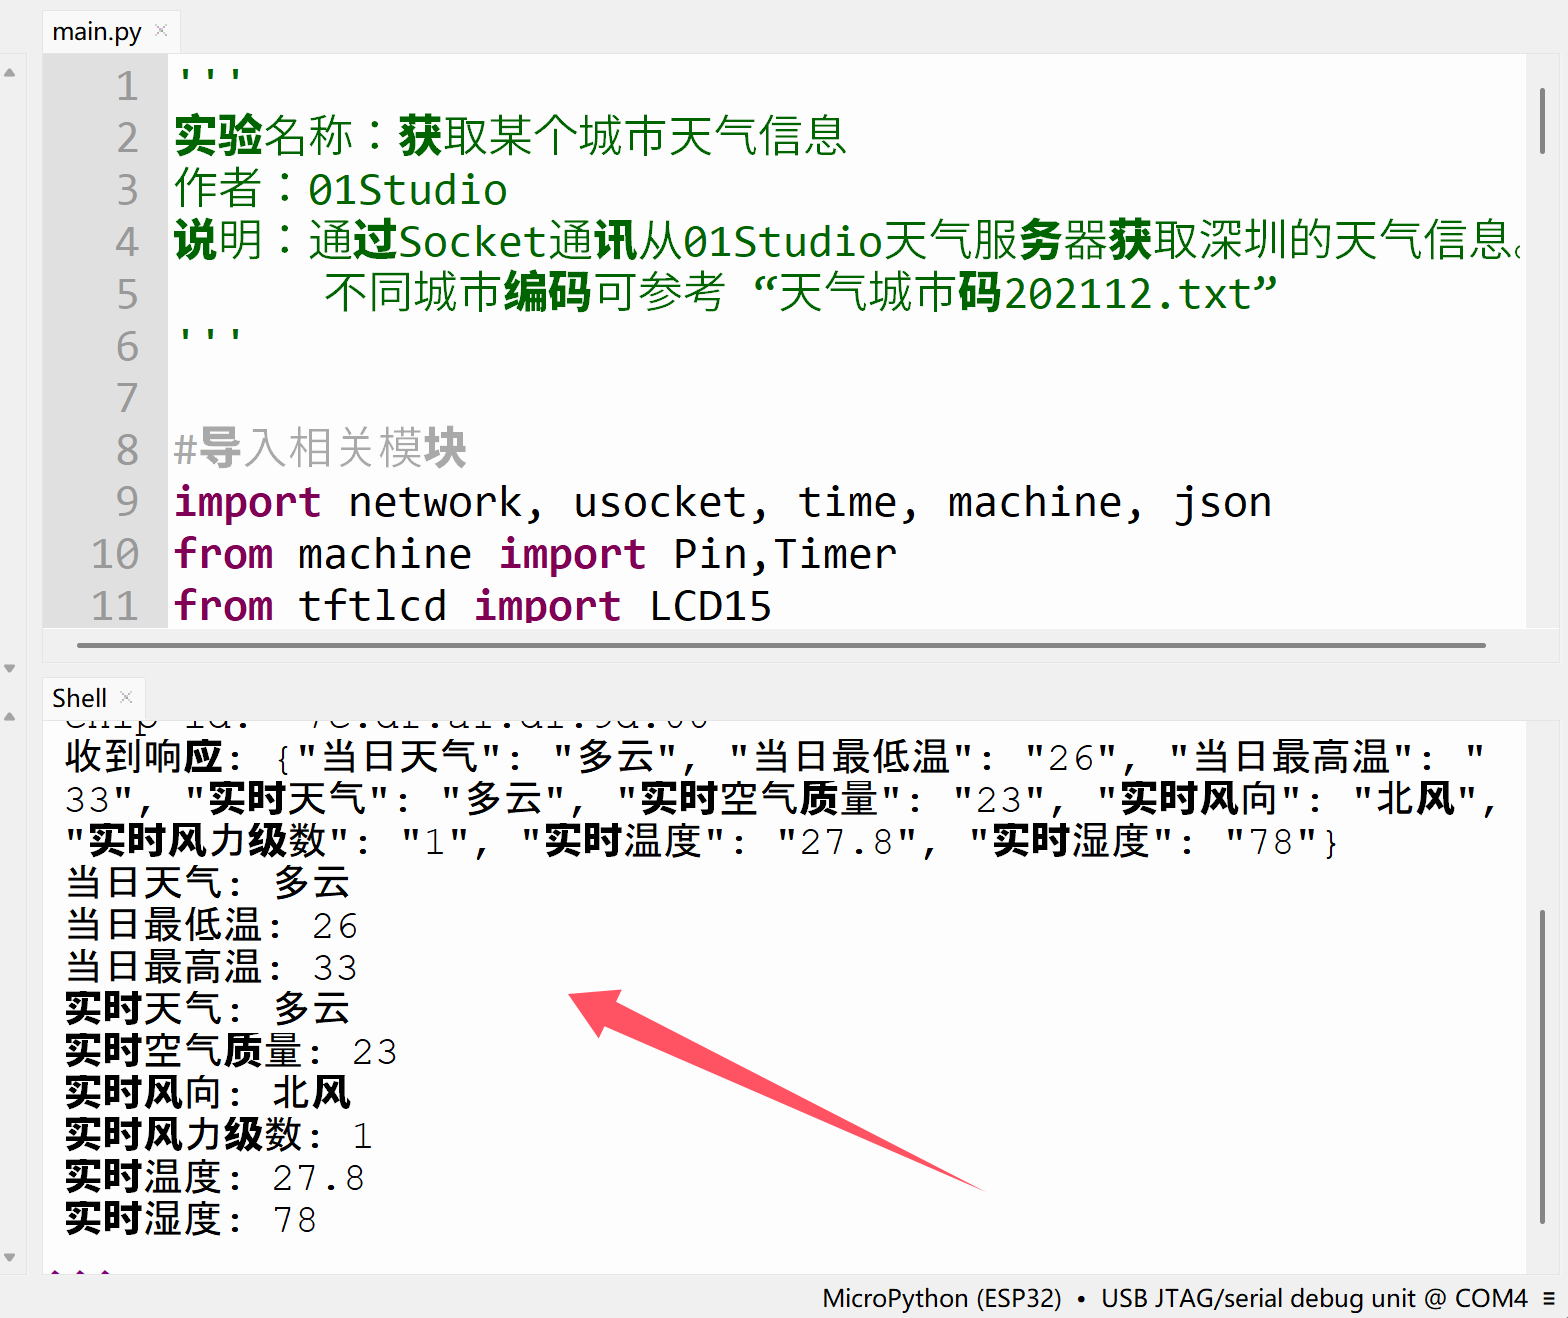 main.py
1 '''
2 实验名称：获取某个城市天气信息
3 作者：01Studio
4 说明：通过Socket通讯从01Studio天气服务器获取深圳的天气信息。
5 不同城市编码可参考 “天气城市码202112.txt”
6 '''
7
8 #导入相关模块
9 import network, usocket, time, machine, json
10 from machine import Pin,Timer
11 from tftlcd import LCD15
Shell
收到响应: {"当日天气": "多云", "当日最低温": "26", "当日最高温": "
33", "实时天气": "多云", "实时空气质量": "23", "实时风向": "北风",
"实时风力级数": "1", "实时温度": "27.8", "实时湿度": "78"}
当日天气: 多云
当日最低温: 26
当日最高温: 33
实时天气: 多云
实时空气质量: 23
实时风向: 北风
实时风力级数: 1
实时温度: 27.8
实时湿度: 78
MicroPython (ESP32) • USB JTAG/serial debug unit @ COM4 ≡